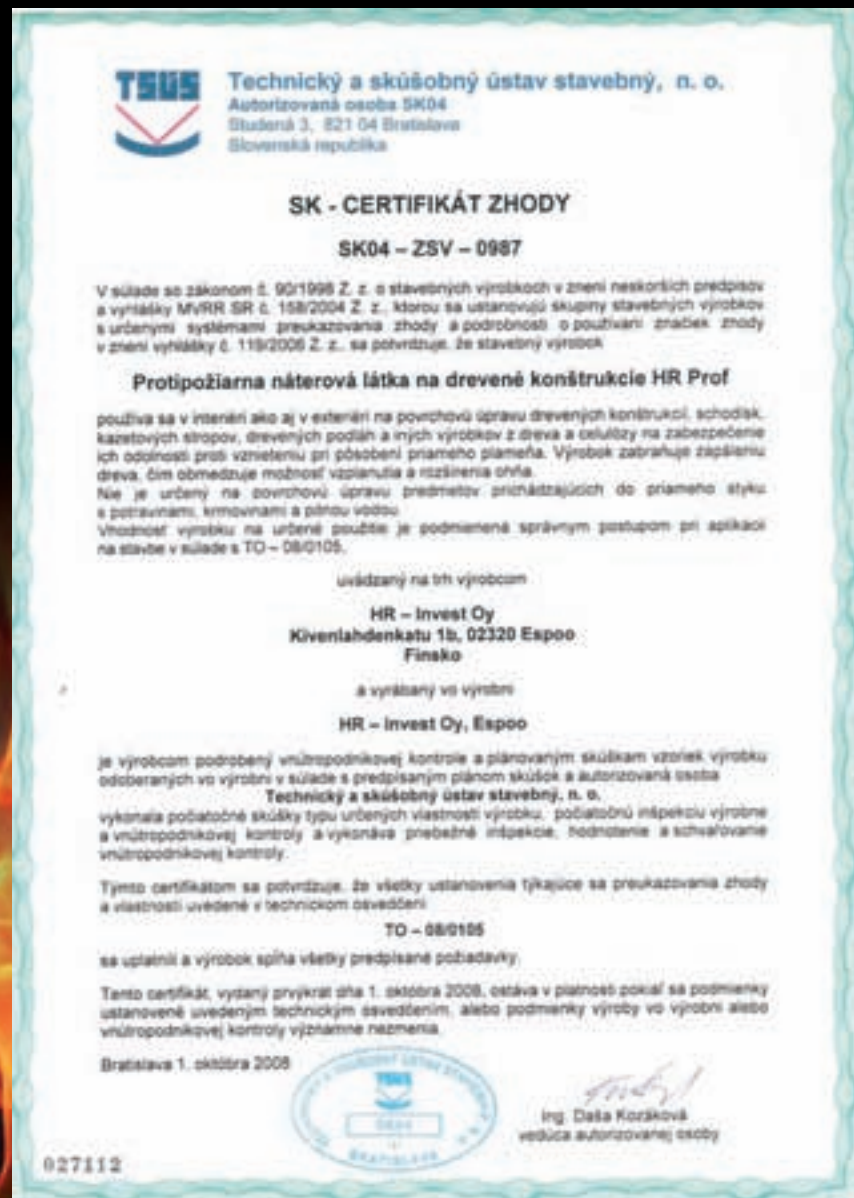 TSÚS
Technický a skúšobný ústav stavebný, n. o.
Autorizovaná osoba SK04
Studená 3, 821 04 Bratislava
Slovenská republika
SK - CERTIFIKÁT ZHODY
SK04 – ZSV – 0987
V súlade so zákonom č. 90/1998 Z. z. o stavebných výrobkoch v znení neskorších predpisov
a vyhlášky MVRR SR č. 158/2004 Z. z., ktorou sa ustanovujú skupiny stavebných výrobkov
s určenými systémami preukazovania zhody a podrobnosti o používaní značiek zhody
v znení vyhlášky č. 119/2006 Z. z., sa potvrdzuje, že stavebný výrobok
Protipožiarna náterová látka na drevené konštrukcie HR Prof
používa sa v interiéri ako aj v exteriéri na povrchovú úpravu drevených konštrukcií, schodísk,
kazetových stropov, drevených podláh a iných výrobkov z dreva a celulózy na zabezpečenie
ich odolnosti proti vznieteniu pri pôsobení priameho plameňa. Výrobok zabraňuje zápáleniu
dreva, čím obmedzuje možnosť vzplanutia a rozšírenia ohňa.
Nie je určený na povrchovú úpravu predmetov prichádzajúcich do priameho styku
s potravinami, krmovinami a pitnou vodou.
Vhodnosť výrobku na určené použitie je podmienená správnym postupom pri aplikácii
na stavbe v súlade s TO – 08/0105,
uvádzaný na trh výrobcom
HR – Invest Oy
Kivenlahdenkatu 1b, 02320 Espoo
Fínsko
a vyrábaný vo výrobni
HR – Invest Oy, Espoo
je výrobcom podrobený vnútropodnikovej kontrole a plánovaným skúškam vzoriek výrobku
odoberaných vo výrobni v súlade s predpísaným plánom skúšok a autorizovaná osoba
Technický a skúšobný ústav stavebný, n. o.
vykonala počiatočné skúšky typu určených vlastností výrobku, počiatočnú inšpekciu výrobne
a vnútropodnikovej kontroly a vykonáva priebežné inšpekcie, hodnotenie a schvaľovanie
vnútropodnikovej kontroly.
Týmto certifikátom sa potvrdzuje, že všetky ustanovenia týkajúce sa preukazovania zhody
a vlastností uvedené v technickom osvedčení
TO – 08/0105
sa uplatnili a výrobok spĺňa všetky predpísané požiadavky.
Tento certifikát, vydaný prvýkrát dňa 1. októbra 2008, ostáva v platnosti pokiaľ sa podmienky
ustanovené uvedeným technickým osvedčením, alebo podmienky výroby vo výrobni alebo
vnútropodnikovej kontroly významne nezmenia.
Bratislava 1. októbra 2008
TECHNICKÝ A SKÚŠOBNÝ ÚSTAV STAVEBNÝ, n. o.
TSÚS
SK04
BRATISLAVA
Ing. Daša Kozáková
vedúca autorizovanej osoby
027112